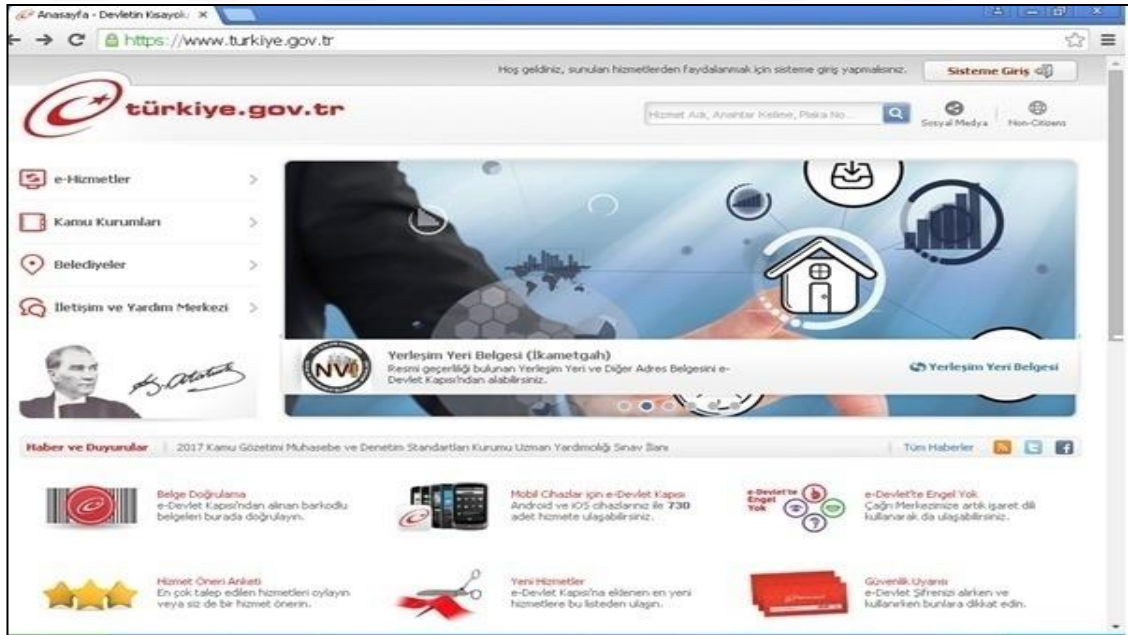 Anasayfa - Devletin Kısayolu
https://www.turkiye.gov.tr
Hoş geldiniz, sunulan hizmetlerden faydalanmak için sisteme giriş yapmalısınız.
Sisteme Giriş
türkiye.gov.tr
Hizmet Adı, Anahtar Kelime, Plaka No...
Sosyal Medya
Non-Citizens
e-Hizmetler
Kamu Kurumları
Belediyeler
İletişim ve Yardım Merkezi
K. Atatürk
NVİ
Yerleşim Yeri Belgesi (İkametgah)
Resmi geçerliliği bulunan Yerleşim Yeri ve Diğer Adres Belgesini e-
Devlet Kapısı'ndan alabilirsiniz.
Yerleşim Yeri Belgesi
Haber ve Duyurular
2017 Kamu Gözetimi Muhasebe ve Denetim Standartları Kurumu Uzman Yardımcılığı Sınav İlanı
Tüm Haberler
Belge Doğrulama
e-Devlet Kapısı'ndan alınan barkodlu
belgeleri burada doğrulayın.
Mobil Cihazlar için e-Devlet Kapısı
Android ve iOS cihazlarınız ile 730
adet hizmete ulaşabilirsiniz.
e-Devlet'te
Engel
Yok
e-Devlet'te Engel Yok
Çağrı Merkezimize artık işaret dili
kullanarak da ulaşabilirsiniz.
Hizmet Öneri Anketi
En çok talep edilen hizmetleri oylayın
veya siz de bir hizmet önerin.
Yeni Hizmetler
e-Devlet Kapısı'na eklenen en yeni
hizmetlere bu listeden ulaşın.
Güvenlik Uyarısı
e-Devlet Şifrenizi alırken ve
kullanırken bunlara dikkat edin.